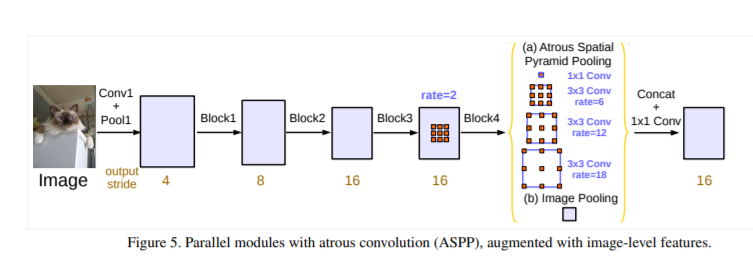 (a) Atrous Spatial
Pyramid Pooling
1x1 Conv
3x3 Conv
rate=6
3x3 Conv
rate=12
3x3 Conv
rate=18
(b) Image Pooling
Conv1
+
Pool1
Block1
Block2
Block3
rate=2
Block4
Concat
+
1x1 Conv
Image
output
stride
4
8
16
16
16
Figure 5. Parallel modules with atrous convolution (ASPP), augmented with image-level features.